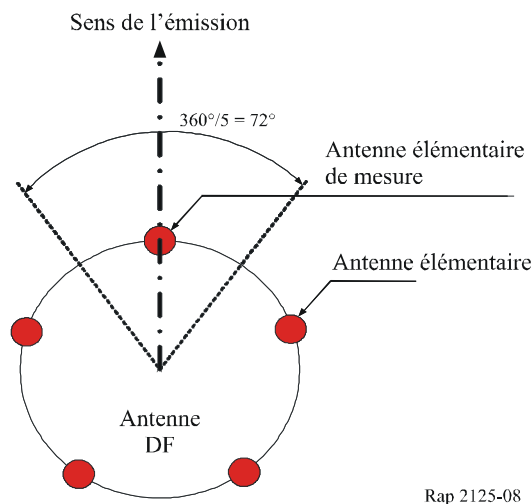 Sens de l'émission
360°/5 = 72°
Antenne élémentaire
de mesure
Antenne élémentaire
Antenne
DF
Rap 2125-08